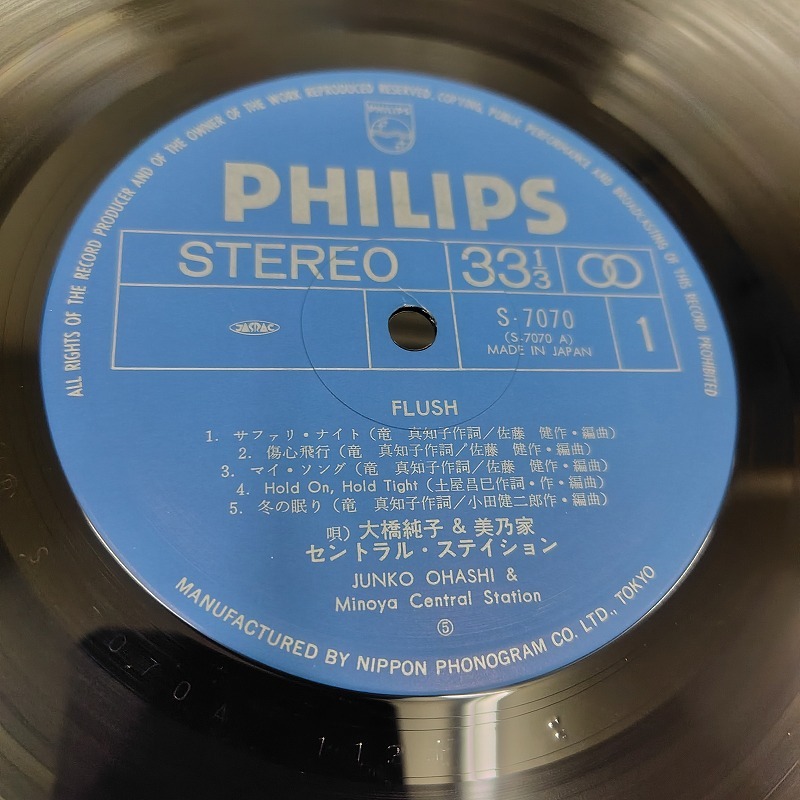 ALL RIGHTS OF THE RECORD PRODUCER AND OF THE OWNER OF THE WORK REPRODUCED RESERVED. COPYING, PUBLIC PERFORMANCE AND BROADCASTING OF THIS RECORD PROHIBITED
PHILIPS
PHILIPS
STEREO 33 1/3
JASRAC
S-7070
(S-7070 A)
MADE IN JAPAN
1
FLUSH
1. サファリ・ナイト(竜 真知子作詞/佐藤 健作・編曲)
2. 傷心飛行(竜 真知子作詞/佐藤 健作・編曲)
3. マイ・ソング(竜 真知子作詞/佐藤 健作・編曲)
4. Hold On, Hold Tight(土屋昌巳作詞・作・編曲)
5. 冬の眠り(竜 真知子作詞/小田健二郎作・編曲)
唄) 大橋純子 & 美乃家
セントラル・ステイション
JUNKO OHASHI &
Minoya Central Station
⑤
MANUFACTURED BY NIPPON PHONOGRAM CO. LTD., TOKYO